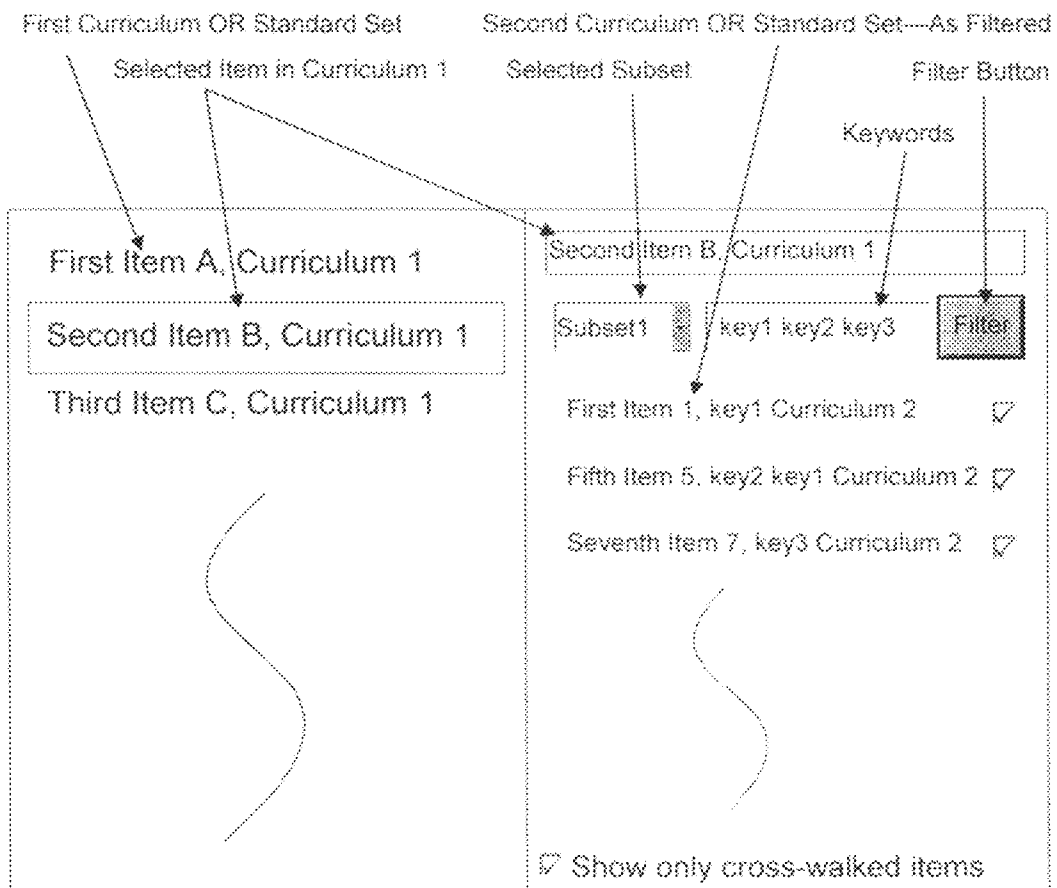 First Curriculum OR Standard Set
Second Curriculum OR Standard Set----As Filtered
Selected Item in Curriculum 1
Selected Subset
Filter Button
Keywords
First Item A, Curriculum 1
Second Item B, Curriculum 1
Third Item C, Curriculum 1
Second Item B, Curriculum 1
Subset1
key1 key2 key3
Filter
First Item 1, key1 Curriculum 2
Fifth Item 5, key2 key1 Curriculum 2
Seventh Item 7, key3 Curriculum 2
Show only cross-walked items